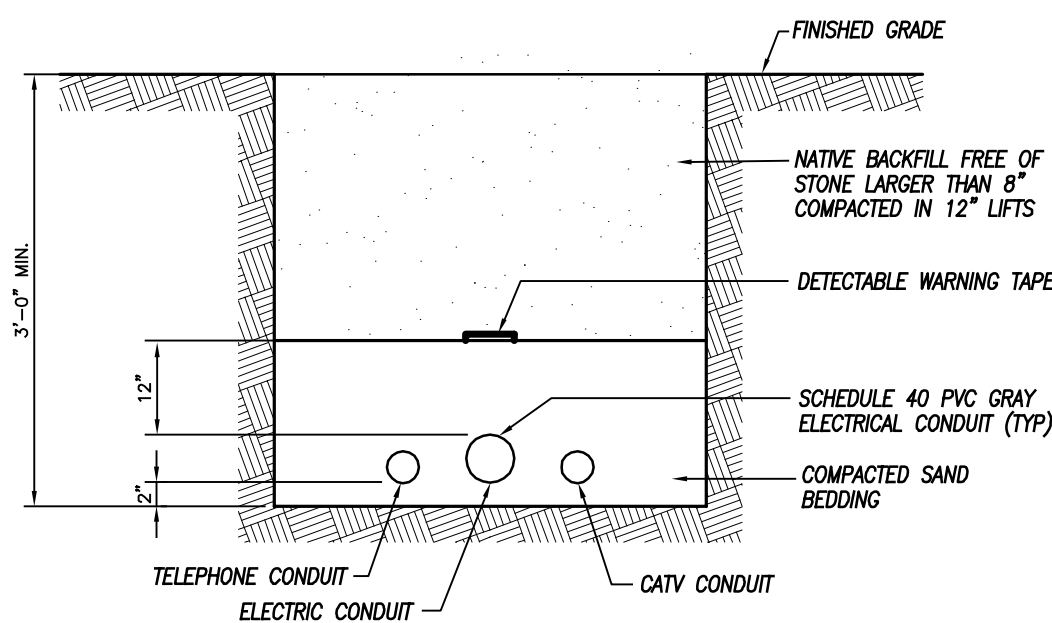 FINISHED GRADE
NATIVE BACKFILL FREE OF
STONE LARGER THAN 8"
COMPACTED IN 12" LIFTS
DETECTABLE WARNING TAPE
3'-0" MIN.
12"
SCHEDULE 40 PVC GRAY
ELECTRICAL CONDUIT (TYP)
COMPACTED SAND
BEDDING
2"
TELEPHONE CONDUIT
CATV CONDUIT
ELECTRIC CONDUIT